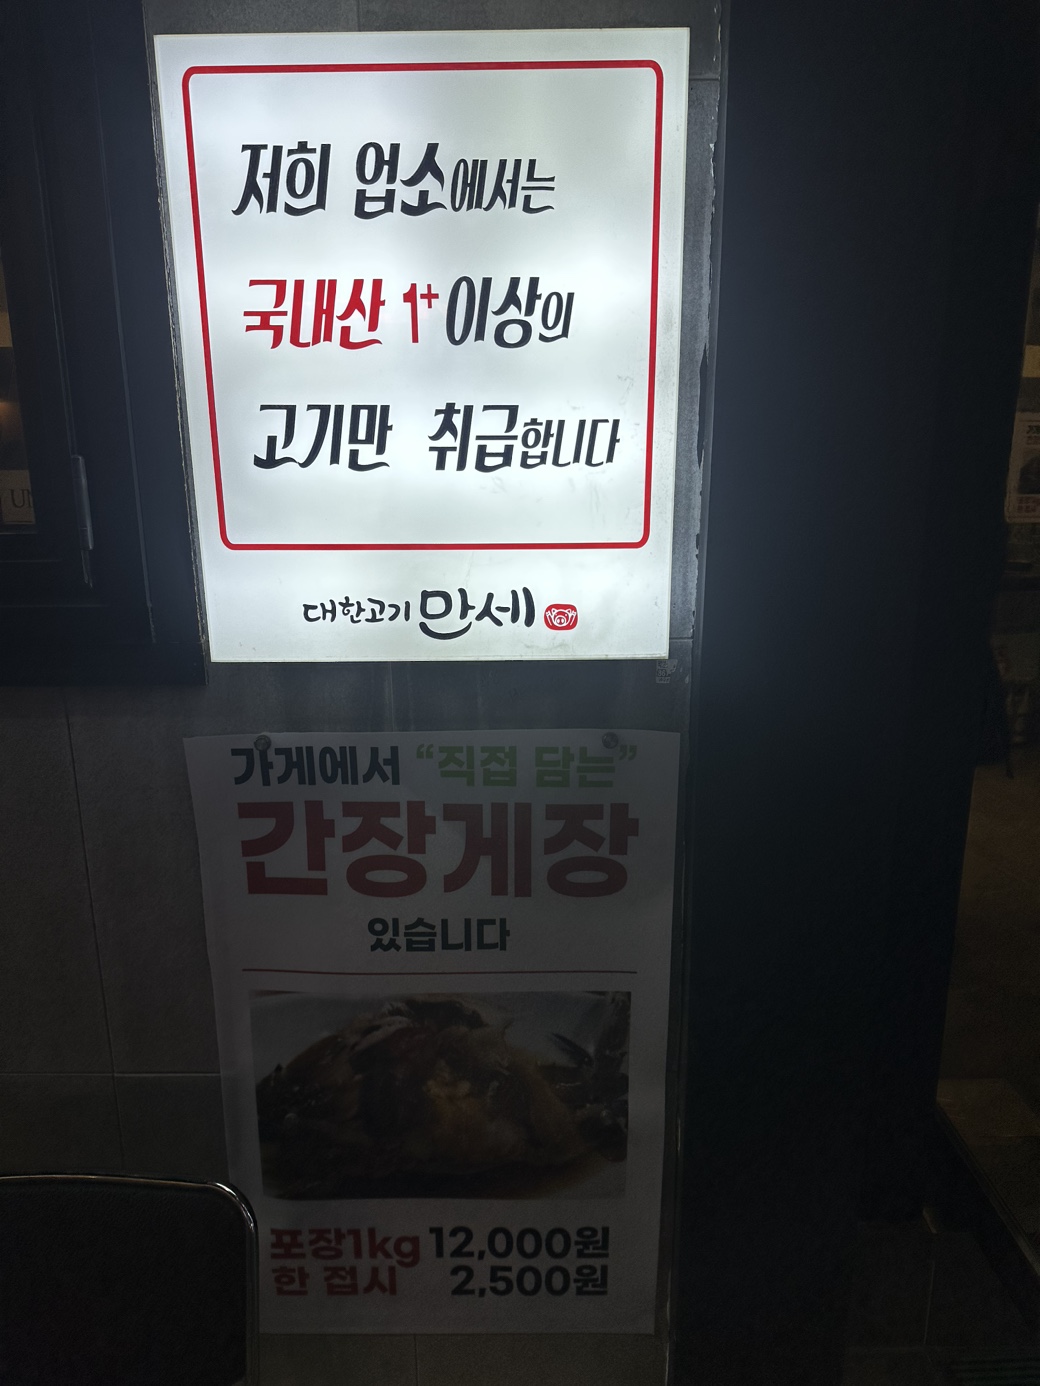 저희 업소에서는
국내산 1+ 이상의
고기만 취급합니다
대한고기 만세
가게에서 “직접 담는”
간장게장
있습니다
포장1kg 12,000원
한 접시 2,500원
UN